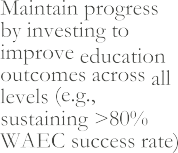 Maintain progress
by investing to
improve education
outcomes across all
levels (e.g.,
sustaining >80%
WAEC success rate)